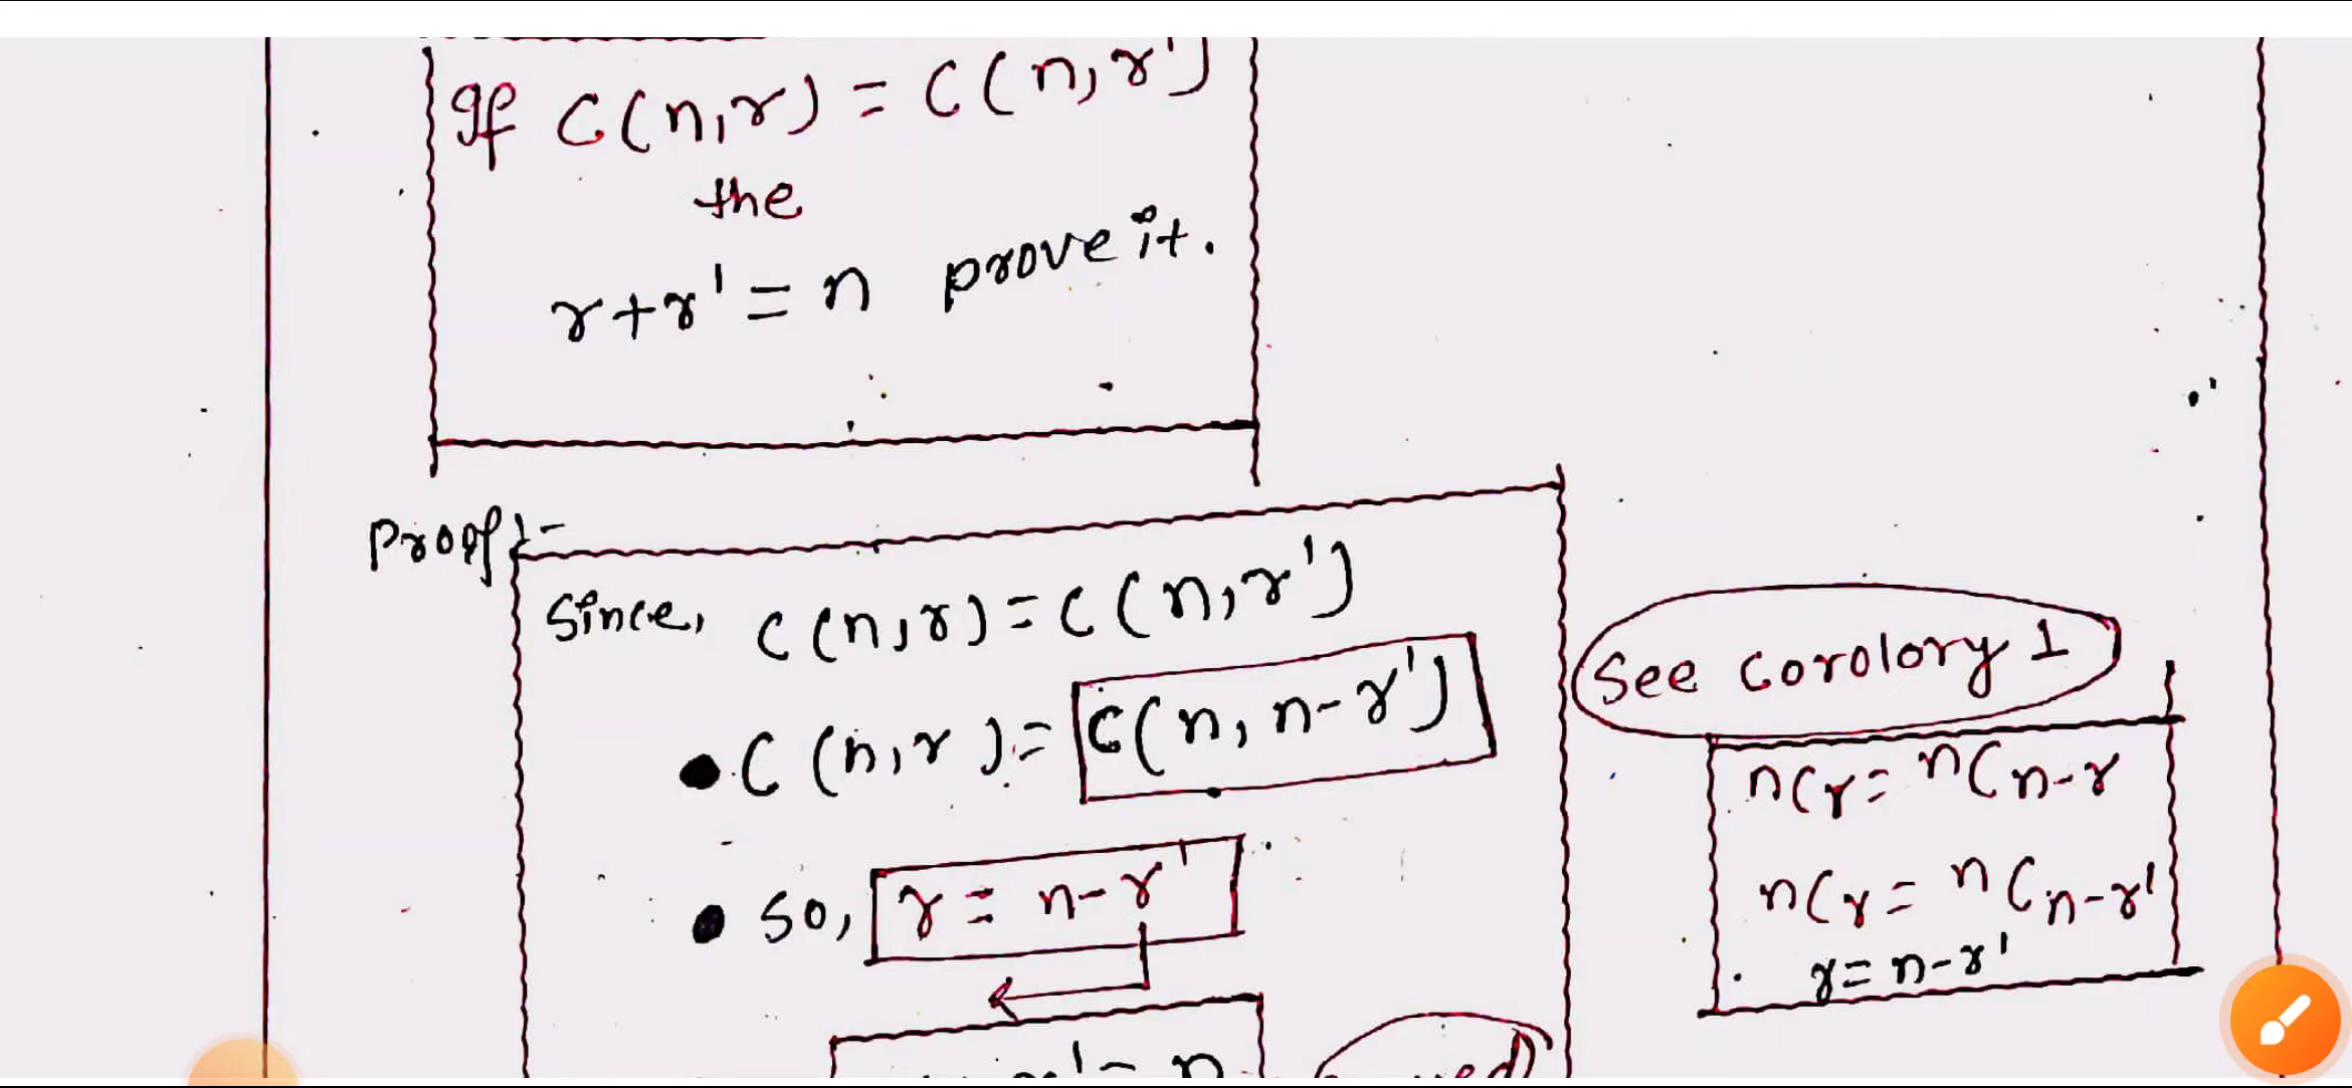 If C(n,r) = C(n,r')
the
r+r' = n prove it.
Proof:-
Since, C(n,r) = C(n,r')
C(n,r) = C(n, n-r')
So, r = n-r'
See Corolory 1
nCr = nCn-r
nCr = nCn-r'
r = n-r'